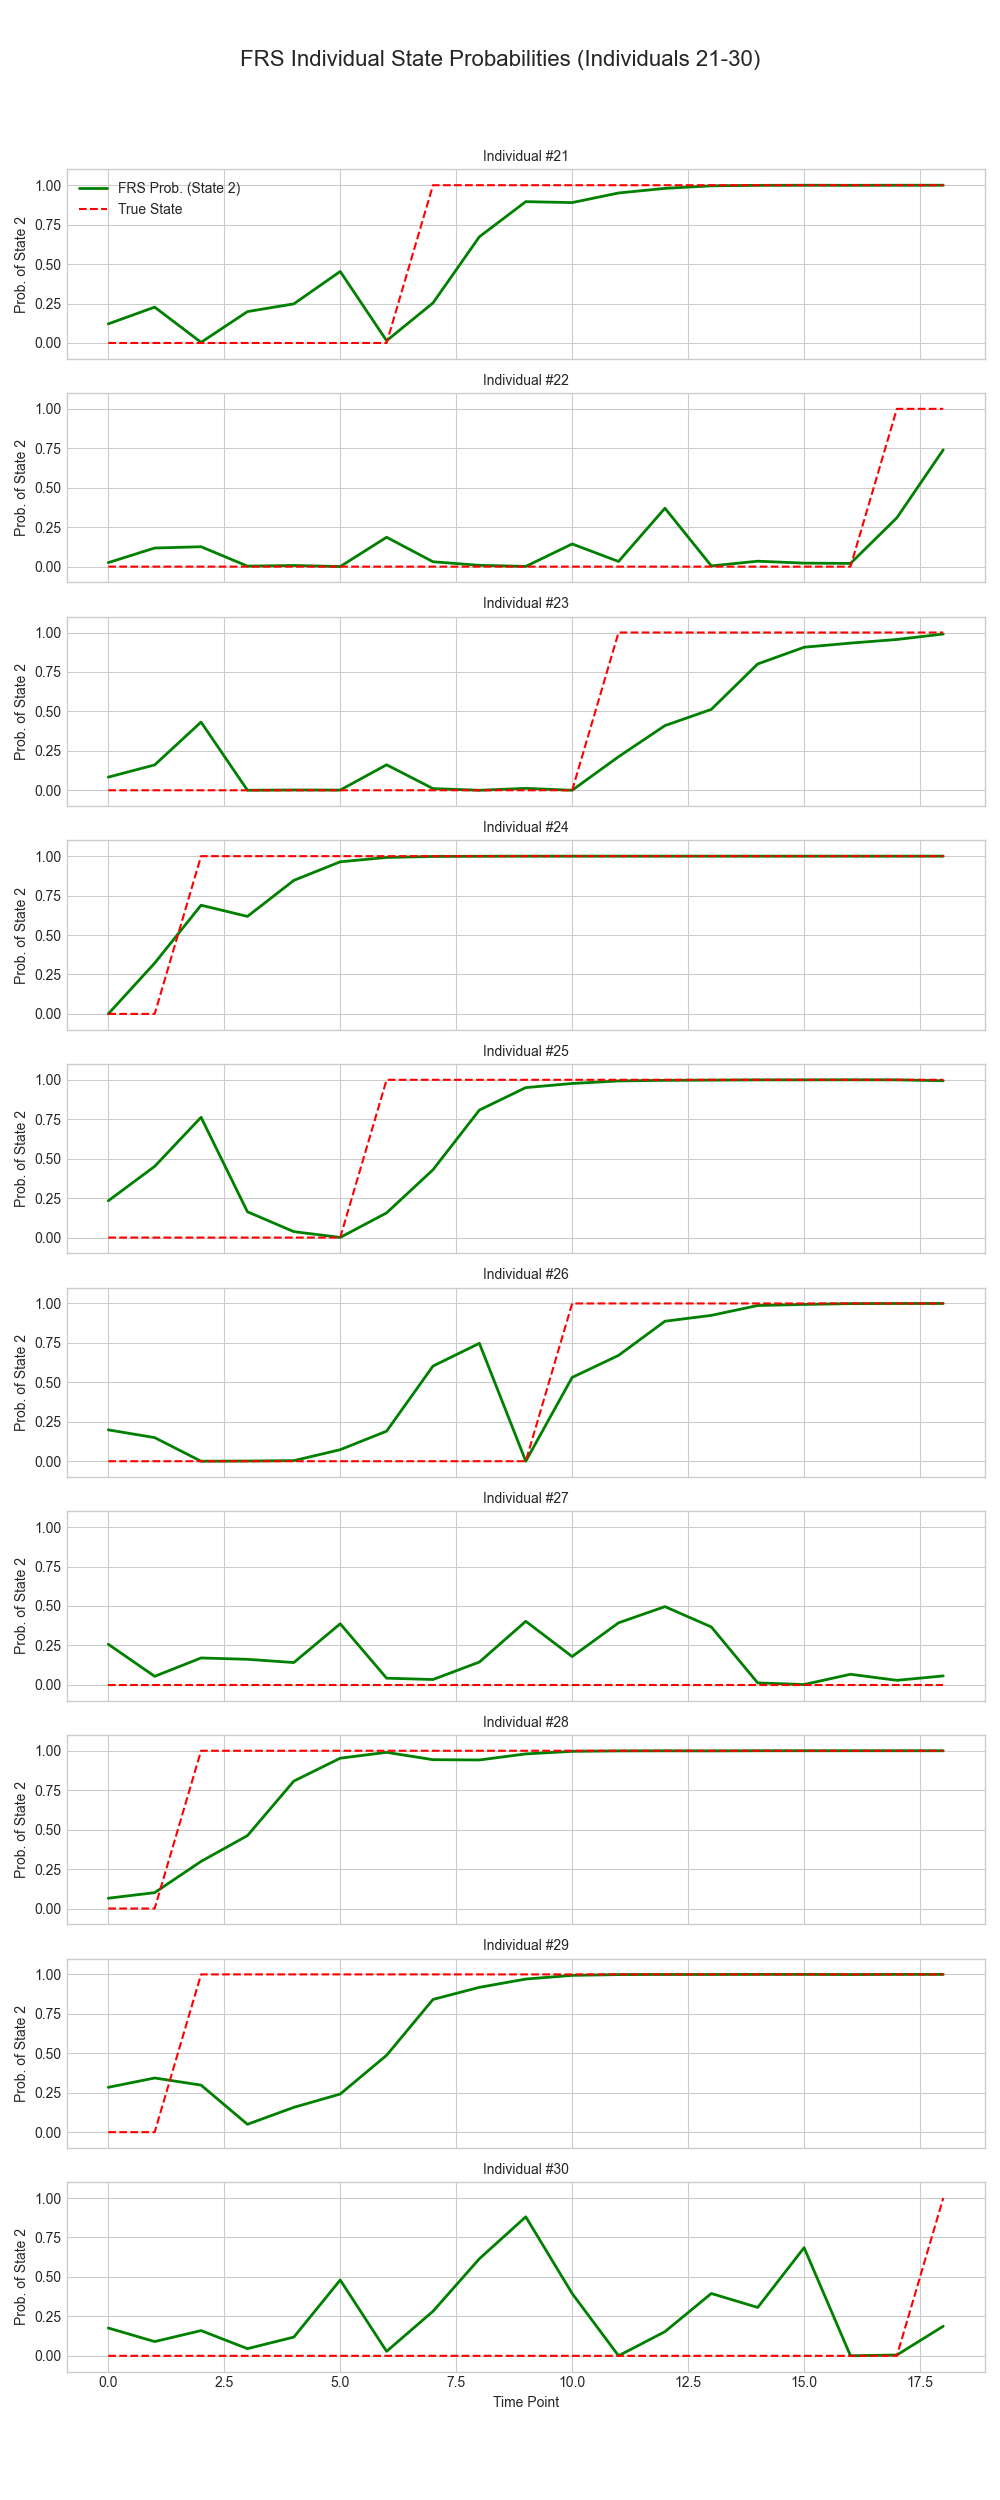 FRS Individual State Probabilities (Individuals 21-30)
Individual #21
FRS Prob. (State 2)
True State
Prob. of State 2
1.00
0.75
0.50
0.25
0.00
Individual #22
Prob. of State 2
1.00
0.75
0.50
0.25
0.00
Individual #23
Prob. of State 2
1.00
0.75
0.50
0.25
0.00
Individual #24
Prob. of State 2
1.00
0.75
0.50
0.25
0.00
Individual #25
Prob. of State 2
1.00
0.75
0.50
0.25
0.00
Individual #26
Prob. of State 2
1.00
0.75
0.50
0.25
0.00
Individual #27
Prob. of State 2
1.00
0.75
0.50
0.25
0.00
Individual #28
Prob. of State 2
1.00
0.75
0.50
0.25
0.00
Individual #29
Prob. of State 2
1.00
0.75
0.50
0.25
0.00
Individual #30
Prob. of State 2
1.00
0.75
0.50
0.25
0.00
0.0 2.5 5.0 7.5 10.0 12.5 15.0 17.5
Time Point